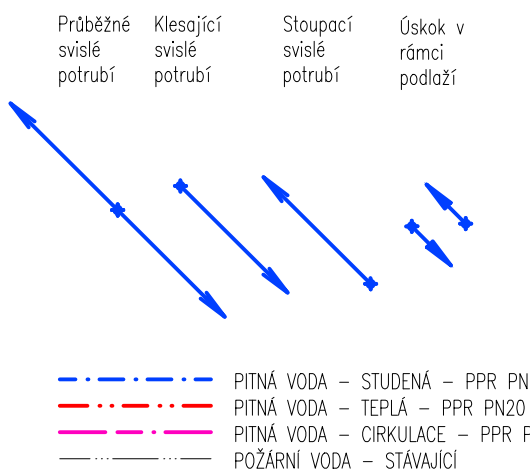 Průběžné
svislé
potrubí
Klesající
svislé
potrubí
Stoupací
svislé
potrubí
Úskok v
rámci
podlaží
PITNÁ VODA – STUDENÁ – PPR PN
PITNÁ VODA – TEPLÁ – PPR PN20
PITNÁ VODA – CIRKULACE – PPR P
POŽÁRNÍ VODA – STÁVAJÍCÍ